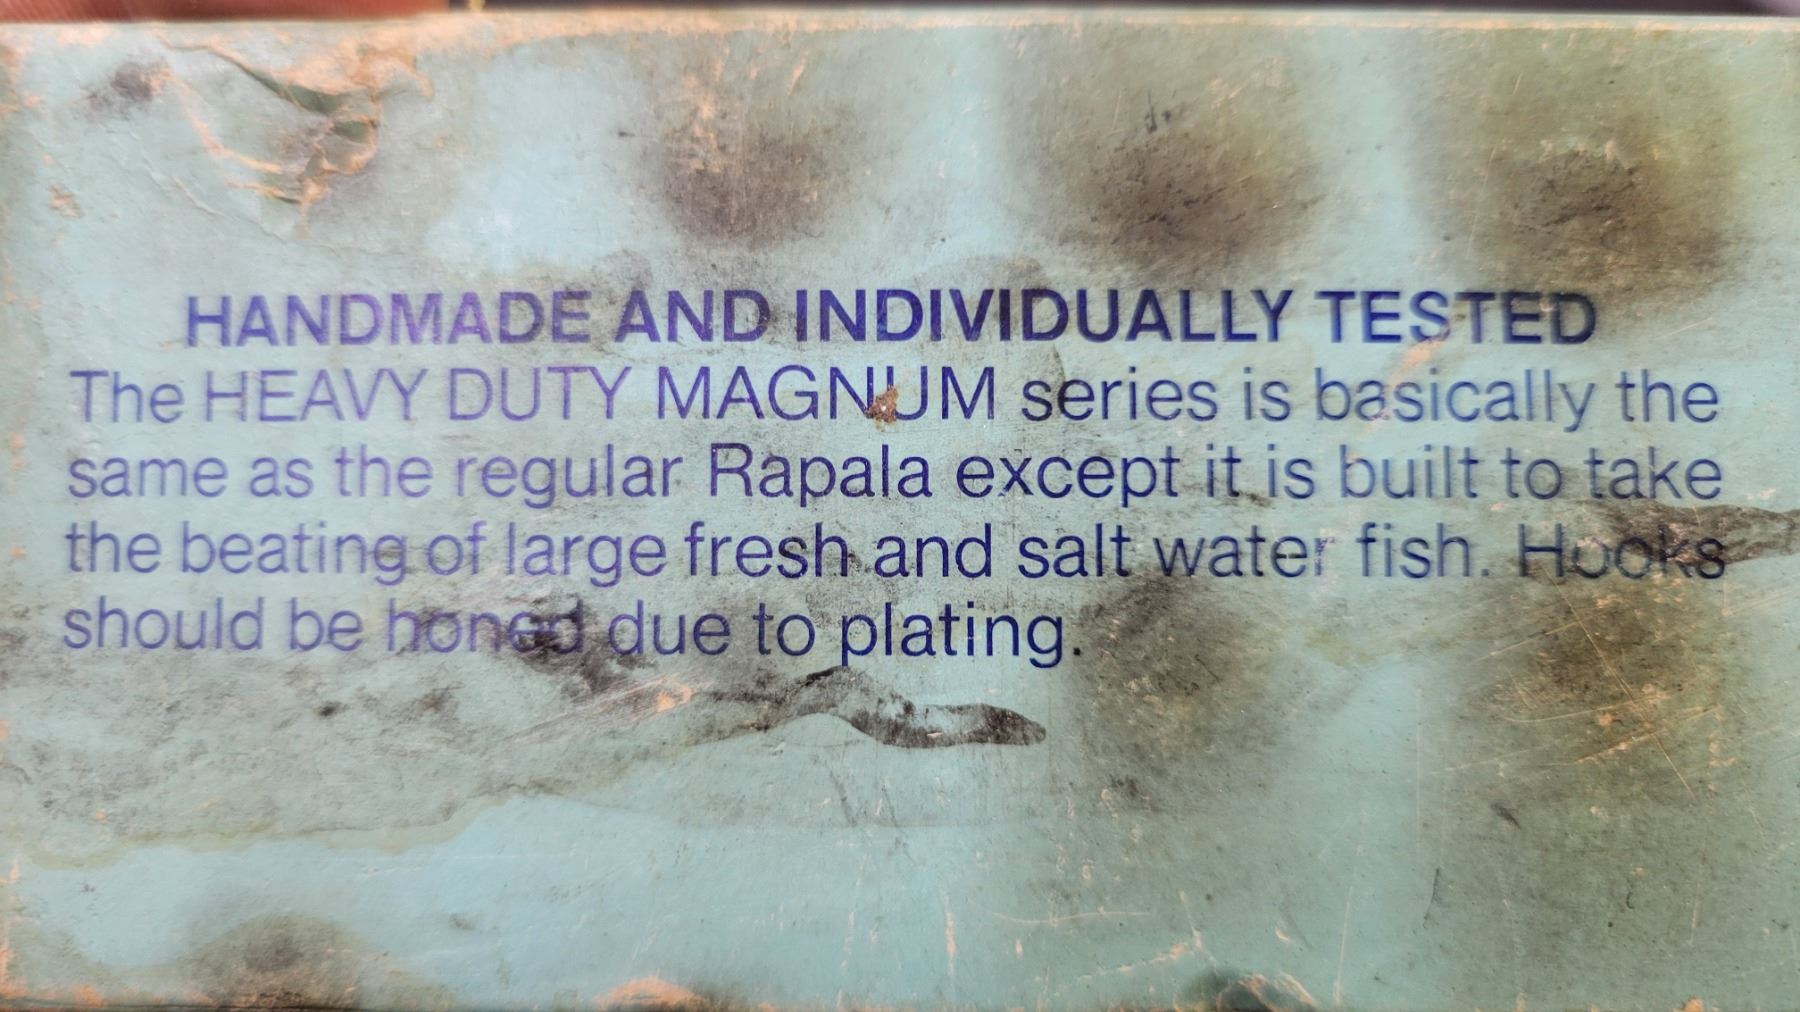 HANDMADE AND INDIVIDUALLY TESTED
The HEAVY DUTY MAGNUM series is basically the
same as the regular Rapala except it is built to take
the beating of large fresh and salt water fish. Hooks
should be honed due to plating.